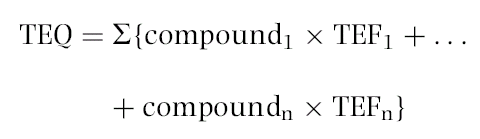 TEQ = Σ{compound₁ × TEF₁ + ...
+ compoundₙ × TEFₙ}